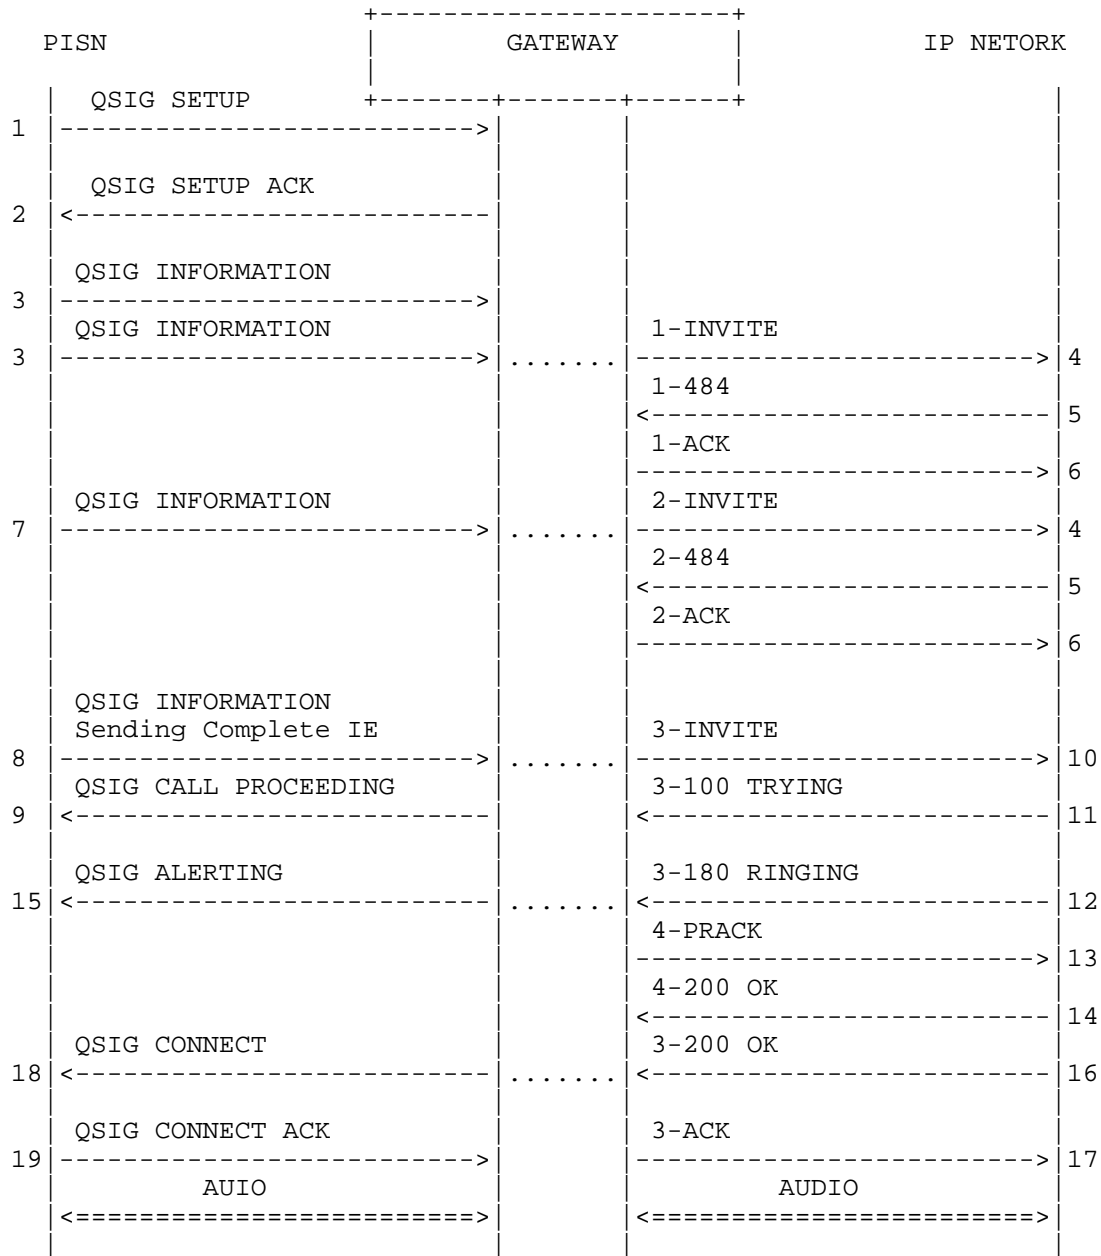 PISN GATEWAY IP NETORK
QSIG SETUP
1
QSIG SETUP ACK
2
QSIG INFORMATION
3
QSIG INFORMATION 1-INVITE
3 ....... 4
1-484
5
1-ACK
6
QSIG INFORMATION 2-INVITE
7 ....... 4
2-484
5
2-ACK
6
QSIG INFORMATION
Sending Complete IE 3-INVITE
8 ....... 10
QSIG CALL PROCEEDING 3-100 TRYING
9 11
QSIG ALERTING 3-180 RINGING
15 ....... 12
4-PRACK
13
4-200 OK
14
QSIG CONNECT 3-200 OK
18 ....... 16
QSIG CONNECT ACK 3-ACK
19 17
AUIO AUDIO